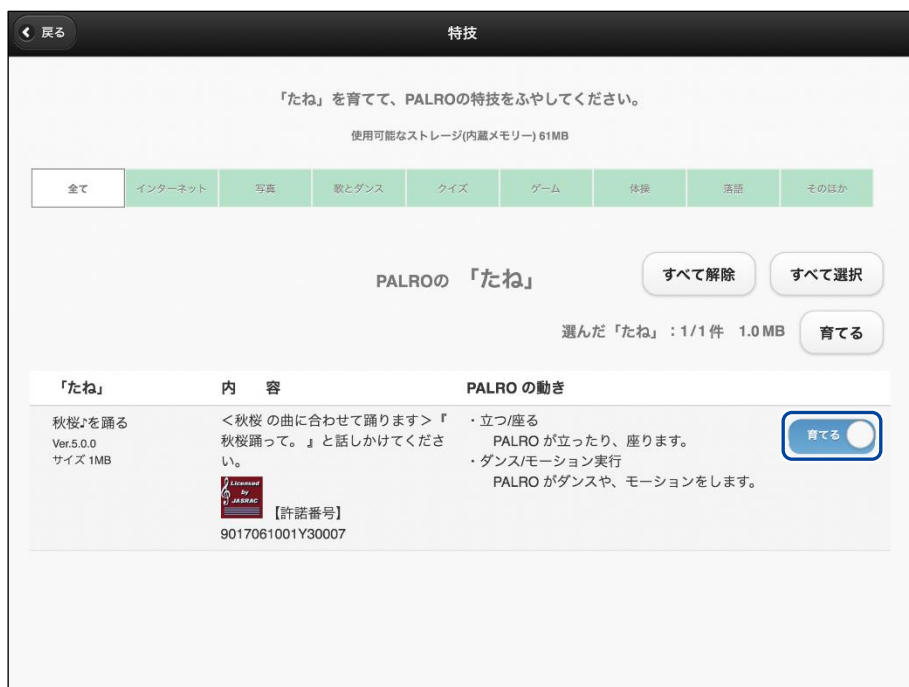 戻る
特技
「たね」を育てて、PALROの特技をふやしてください。
使用可能なストレージ(内蔵メモリー) 61MB
全て インターネット 写真 歌とダンス クイズ ゲーム 体操 落語 そのほか
PALROの 「たね」 すべて解除 すべて選択
選んだ「たね」：1/1件 1.0MB 育てる
「たね」 内 容 PALRO の動き
秋桜♪を踊る
Ver.5.0.0
サイズ 1MB
＜秋桜 の曲に合わせて踊ります＞『
秋桜踊って。 』と話しかけてくださ
い。
Licensed
by
JASRAC
【許諾番号】
9017061001Y30007
・立つ/座る
PALRO が立ったり、座ります。
・ダンス/モーション実行
PALRO がダンスや、モーションをします。
育てる